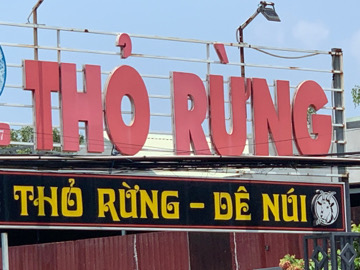 THỎ RỪNG
THỎ RỪNG - DÊ NÚI